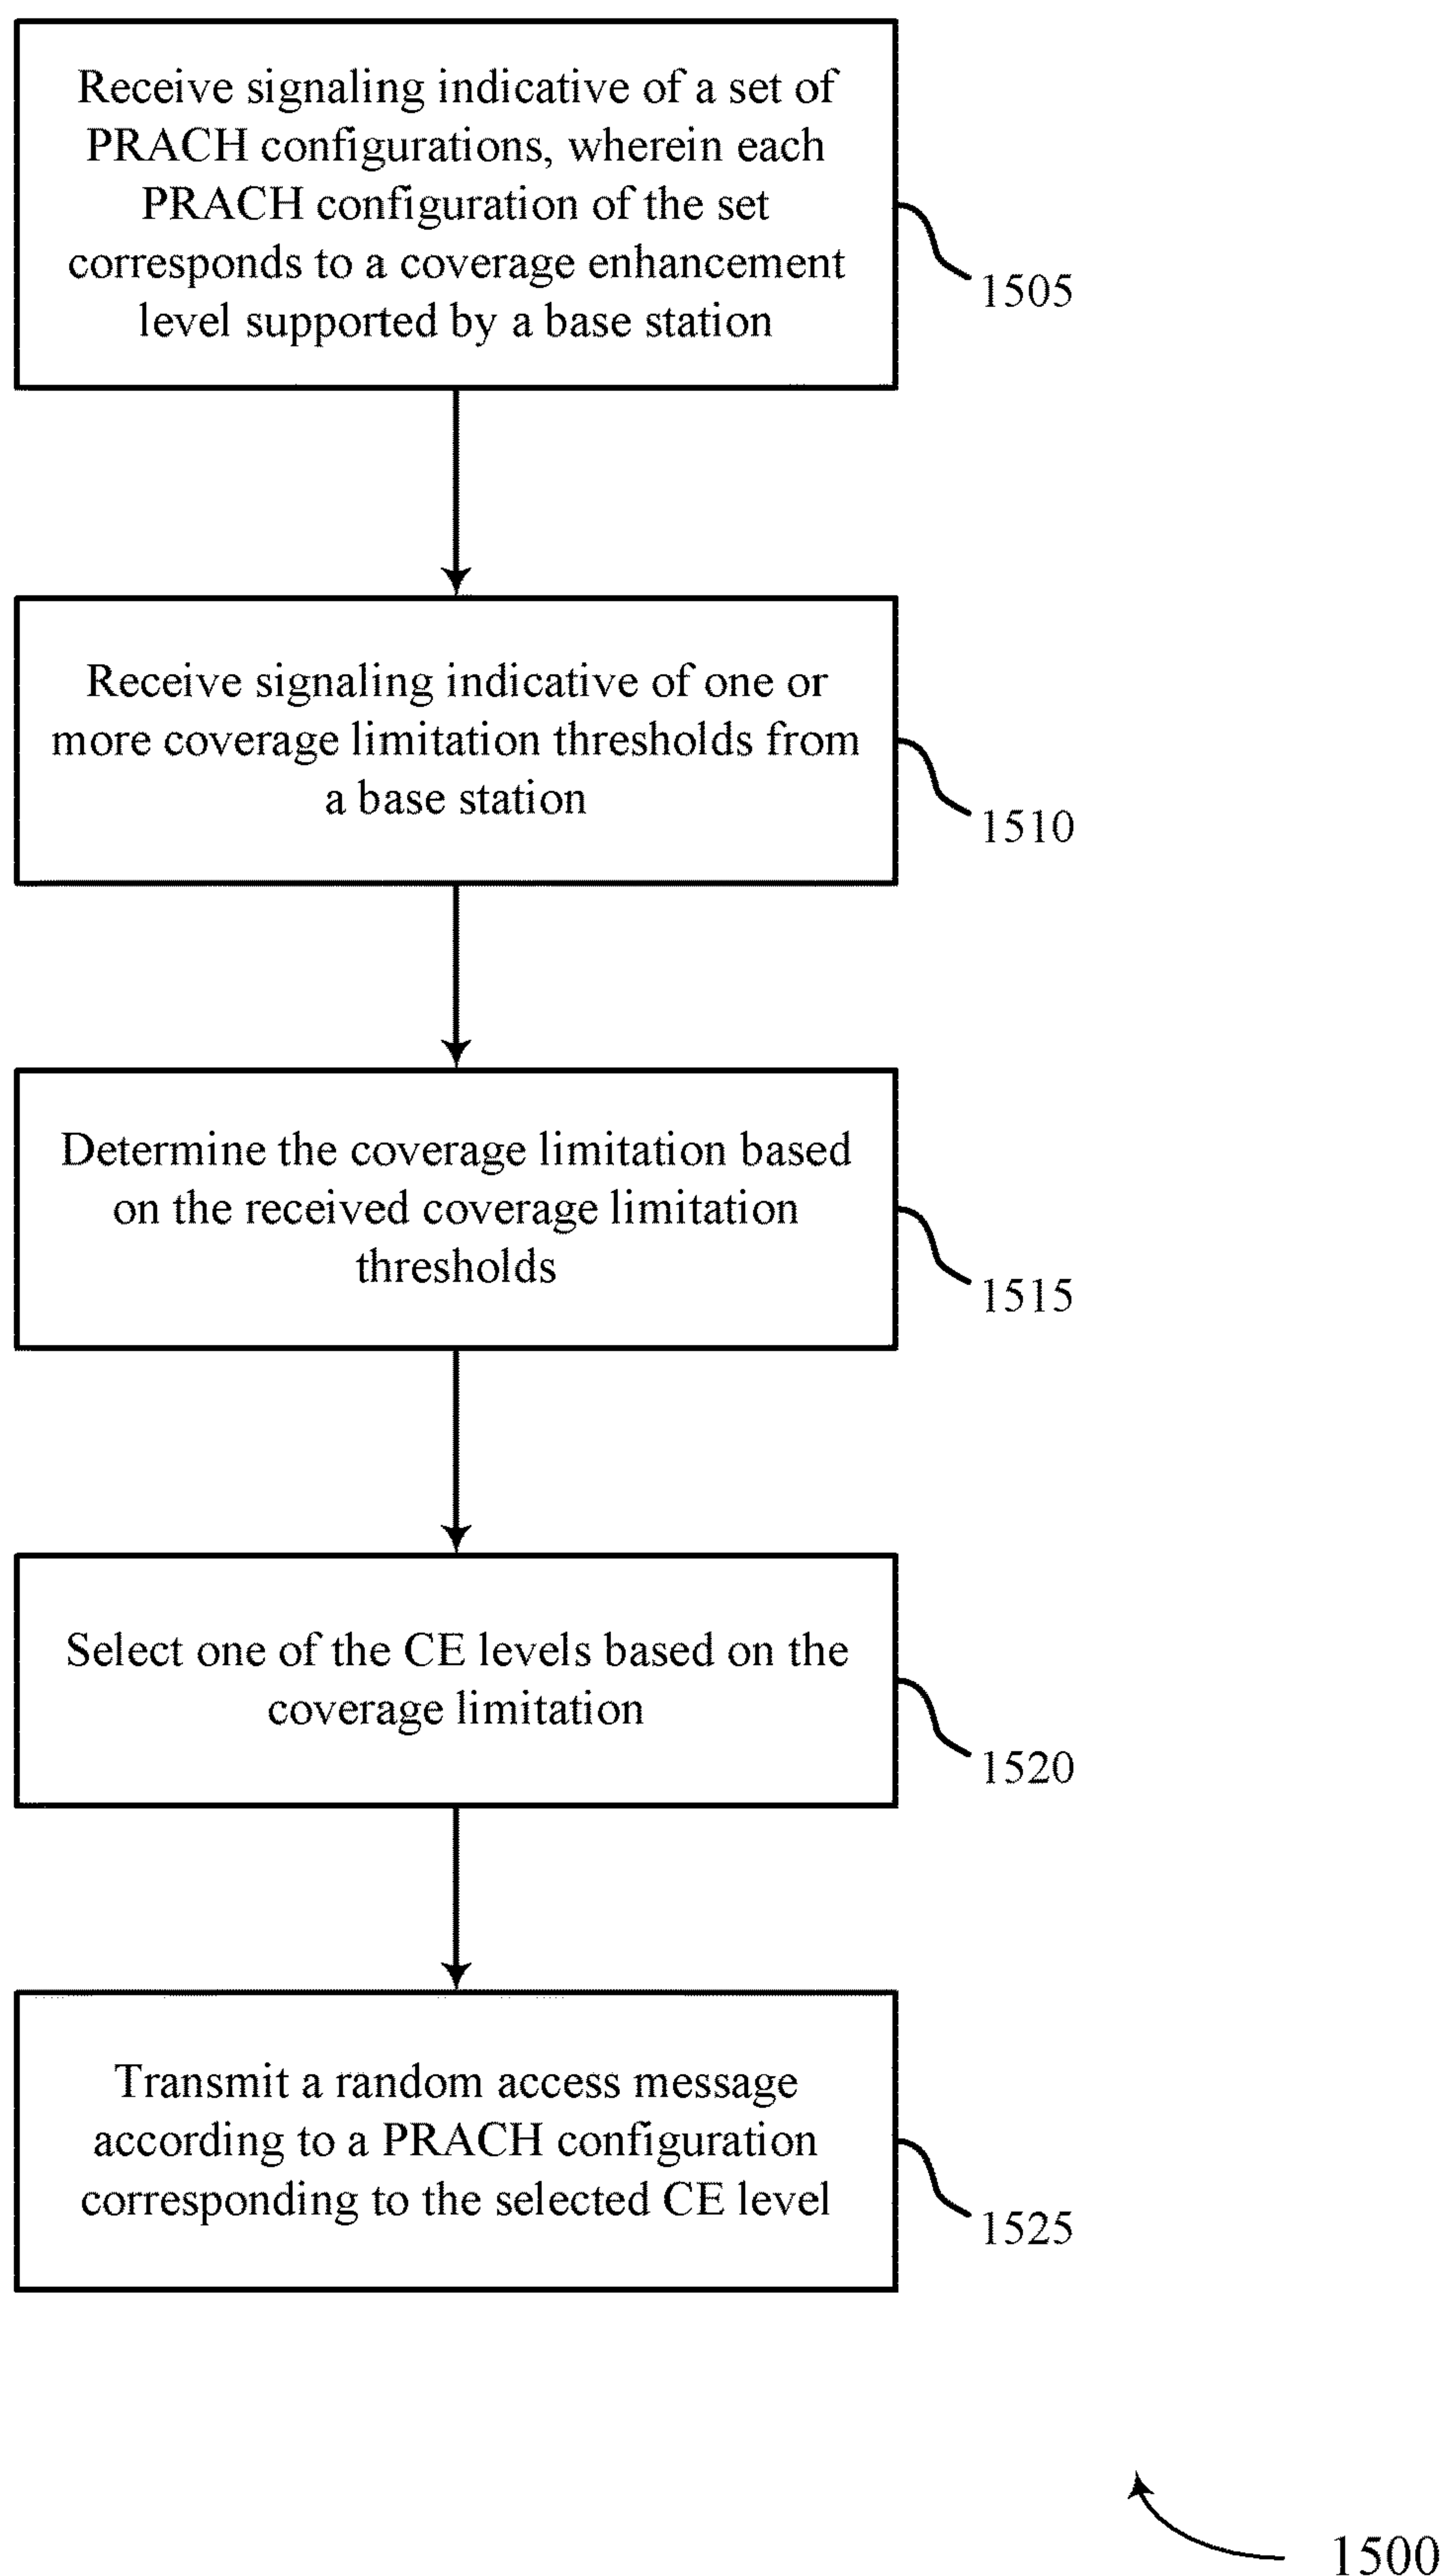 Receive signaling indicative of a set of
PRACH configurations, wherein each
PRACH configuration of the set
corresponds to a coverage enhancement
level supported by a base station
1505
Receive signaling indicative of one or
more coverage limitation thresholds from
a base station
1510
Determine the coverage limitation based
on the received coverage limitation
thresholds
1515
Select one of the CE levels based on the
coverage limitation
1520
Transmit a random access message
according to a PRACH configuration
corresponding to the selected CE level
1525
1500